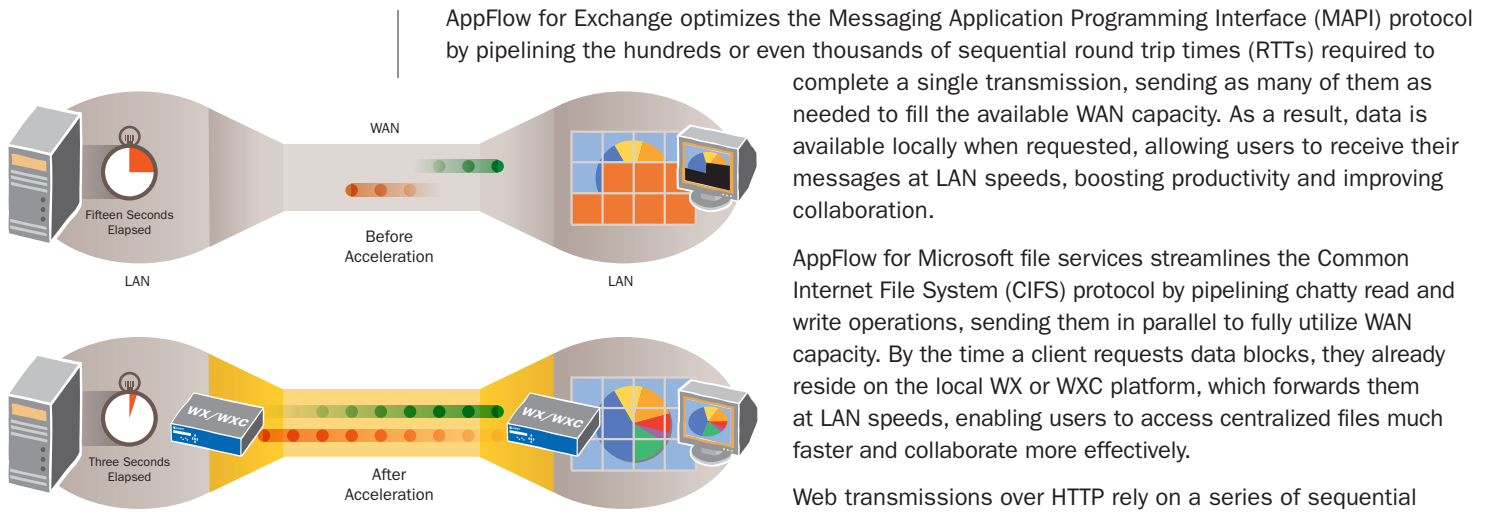 AppFlow for Exchange optimizes the Messaging Application Programming Interface (MAPI) protocol
by pipelining the hundreds or even thousands of sequential round trip times (RTTs) required to
complete a single transmission, sending as many of them as
needed to fill the available WAN capacity. As a result, data is
available locally when requested, allowing users to receive their
messages at LAN speeds, boosting productivity and improving
collaboration.
AppFlow for Microsoft file services streamlines the Common
Internet File System (CIFS) protocol by pipelining chatty read and
write operations, sending them in parallel to fully utilize WAN
capacity. By the time a client requests data blocks, they already
reside on the local WX or WXC platform, which forwards them
at LAN speeds, enabling users to access centralized files much
faster and collaborate more effectively.
Web transmissions over HTTP rely on a series of sequential
WAN
Fifteen Seconds
Elapsed
Before
Acceleration
LAN
LAN
WX/WXC
WX/WXC
Three Seconds
Elapsed
After
Acceleration